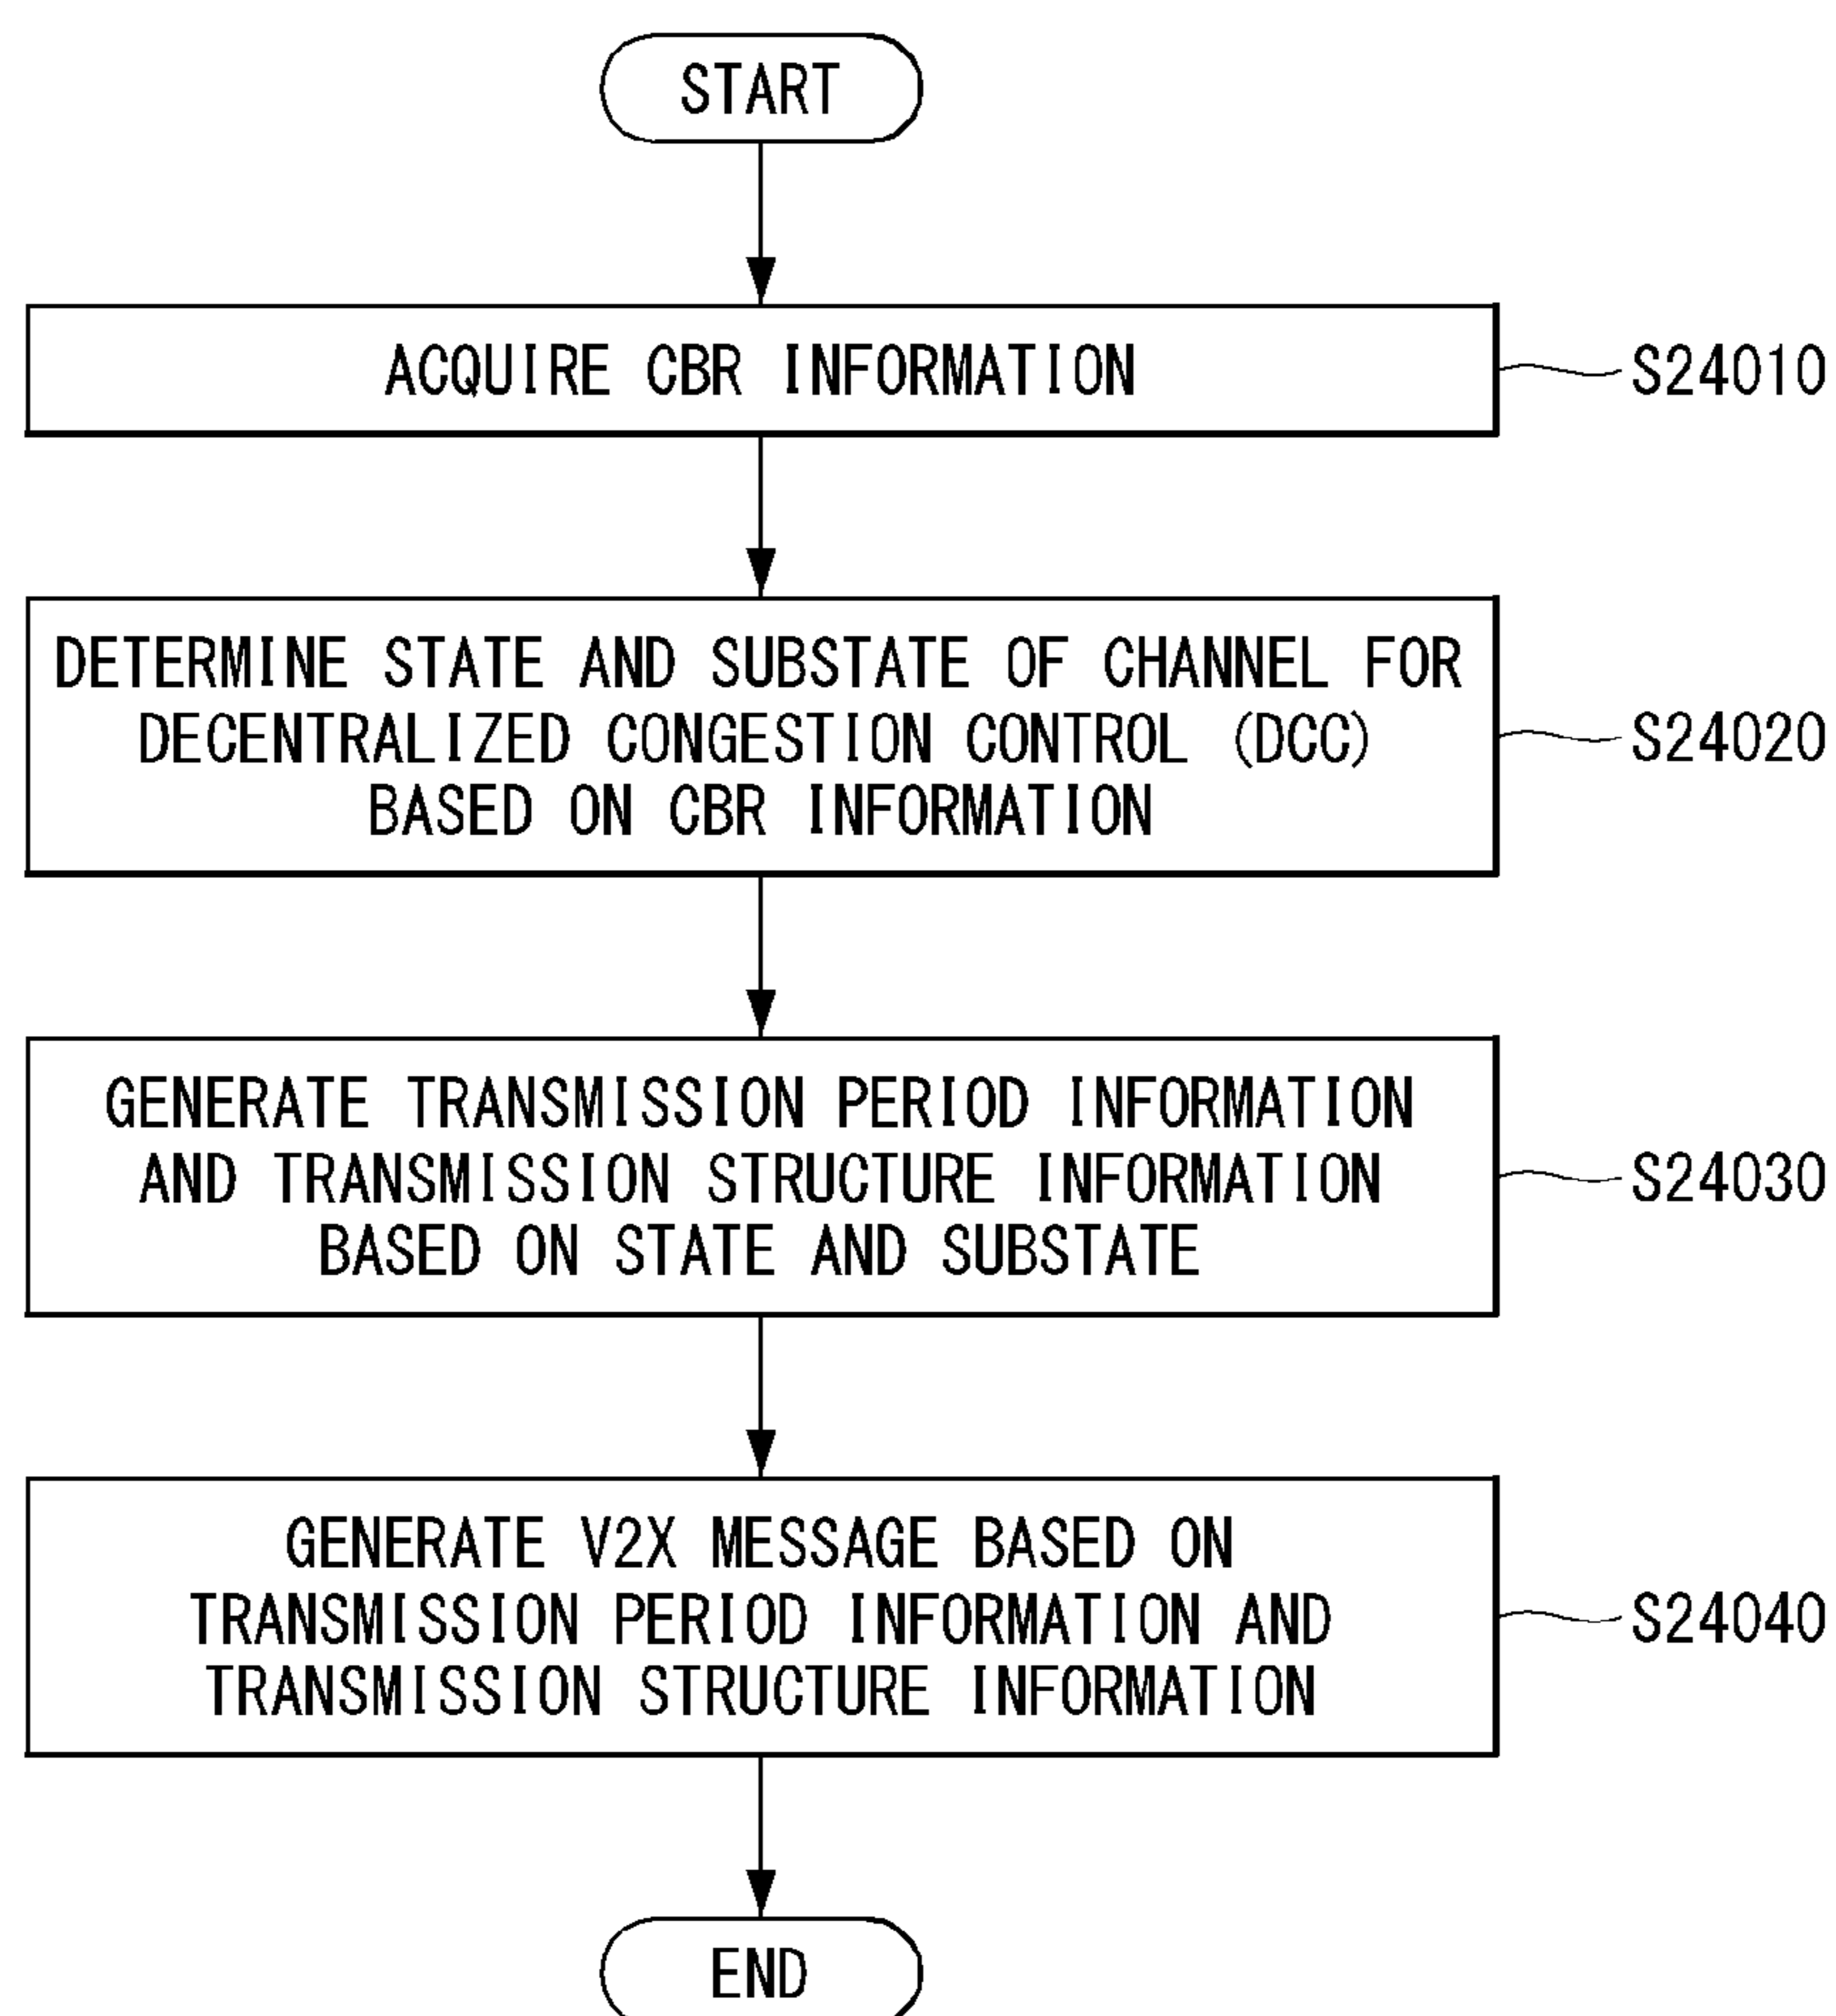 START
ACQUIRE CBR INFORMATION
S24010
DETERMINE STATE AND SUBSTATE OF CHANNEL FOR
DECENTRALIZED CONGESTION CONTROL (DCC)
BASED ON CBR INFORMATION
S24020
GENERATE TRANSMISSION PERIOD INFORMATION
AND TRANSMISSION STRUCTURE INFORMATION
BASED ON STATE AND SUBSTATE
S24030
GENERATE V2X MESSAGE BASED ON
TRANSMISSION PERIOD INFORMATION AND
TRANSMISSION STRUCTURE INFORMATION
S24040
END